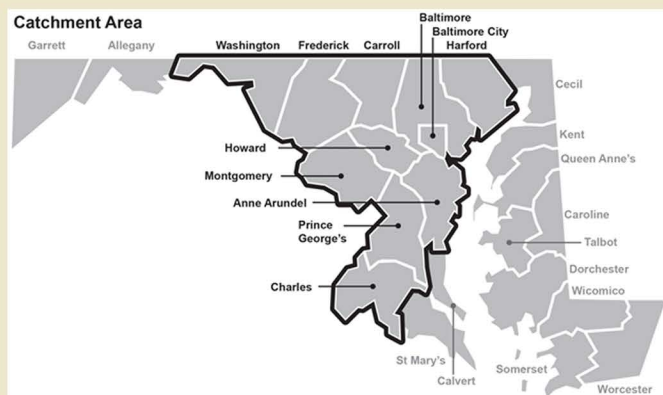 Catchment Area
Baltimore
Baltimore City
Garrett
Allegany
Washington
Frederick
Carroll
Harford
Cecil
Kent
Howard
Queen Anne's
Montgomery
Anne Arundel
Caroline
Prince
George's
Talbot
Dorchester
Charles
Wicomico
St Mary's
Somerset
Calvert
Worcester